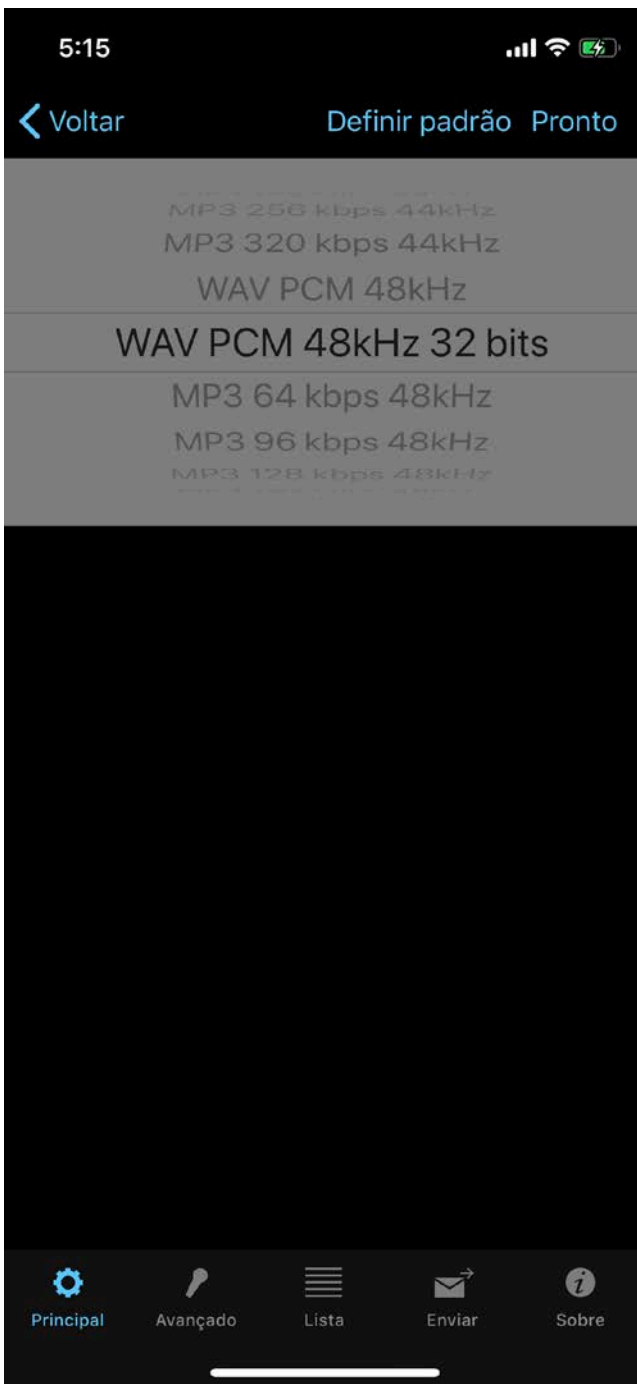 5:15
Voltar Definir padrão Pronto
MP3 256 kbps 44kHz
MP3 320 kbps 44kHz
WAV PCM 48kHz
WAV PCM 48kHz 32 bits
MP3 64 kbps 48kHz
MP3 96 kbps 48kHz
MP3 128 kbps 48kHz
Principal Avançado Lista Enviar Sobre